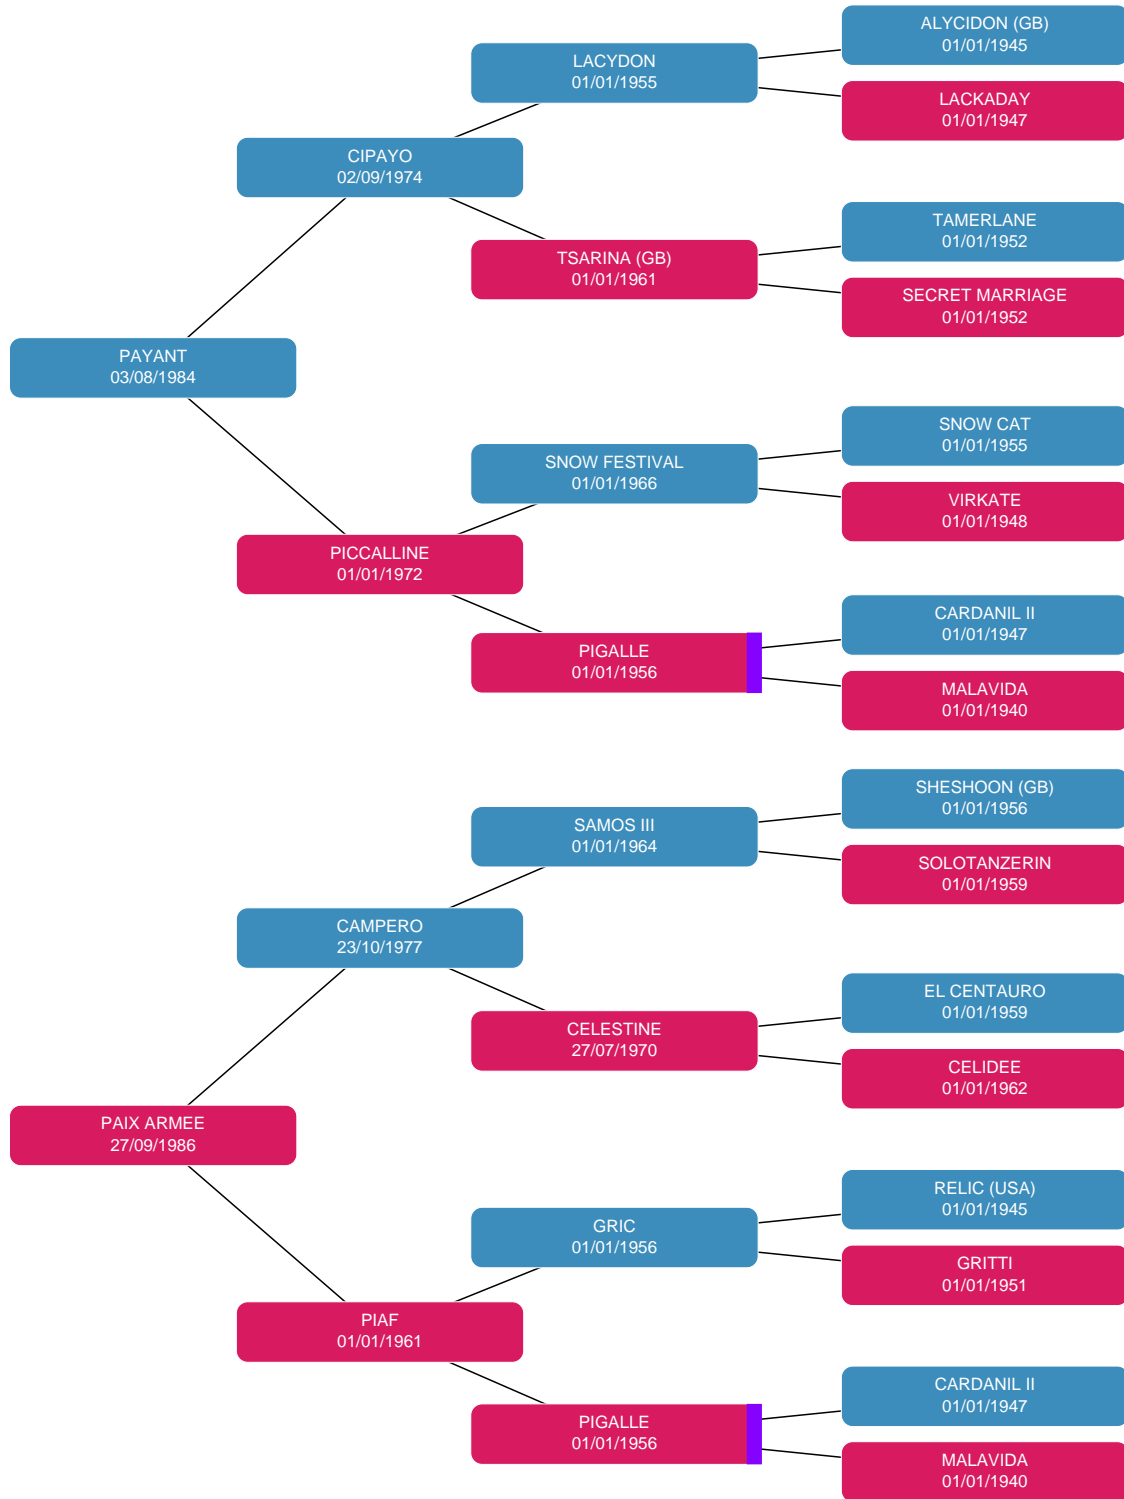 ALYCIDON (GB)
01/01/1945
LACYDON
01/01/1955
LACKADAY
01/01/1947
CIPAYO
02/09/1974
TAMERLANE
01/01/1952
TSARINA (GB)
01/01/1961
SECRET MARRIAGE
01/01/1952
PAYANT
03/08/1984
SNOW CAT
01/01/1955
SNOW FESTIVAL
01/01/1966
VIRKATE
01/01/1948
PICCALLINE
01/01/1972
CARDANIL II
01/01/1947
PIGALLE
01/01/1956
MALAVIDA
01/01/1940
SHESHOON (GB)
01/01/1956
SAMOS III
01/01/1964
SOLOTANZERIN
01/01/1959
CAMPERO
23/10/1977
EL CENTAURO
01/01/1959
CELESTINE
27/07/1970
CELIDEE
01/01/1962
PAIX ARMEE
27/09/1986
RELIC (USA)
01/01/1945
GRIC
01/01/1956
GRITTI
01/01/1951
PIAF
01/01/1961
CARDANIL II
01/01/1947
PIGALLE
01/01/1956
MALAVIDA
01/01/1940